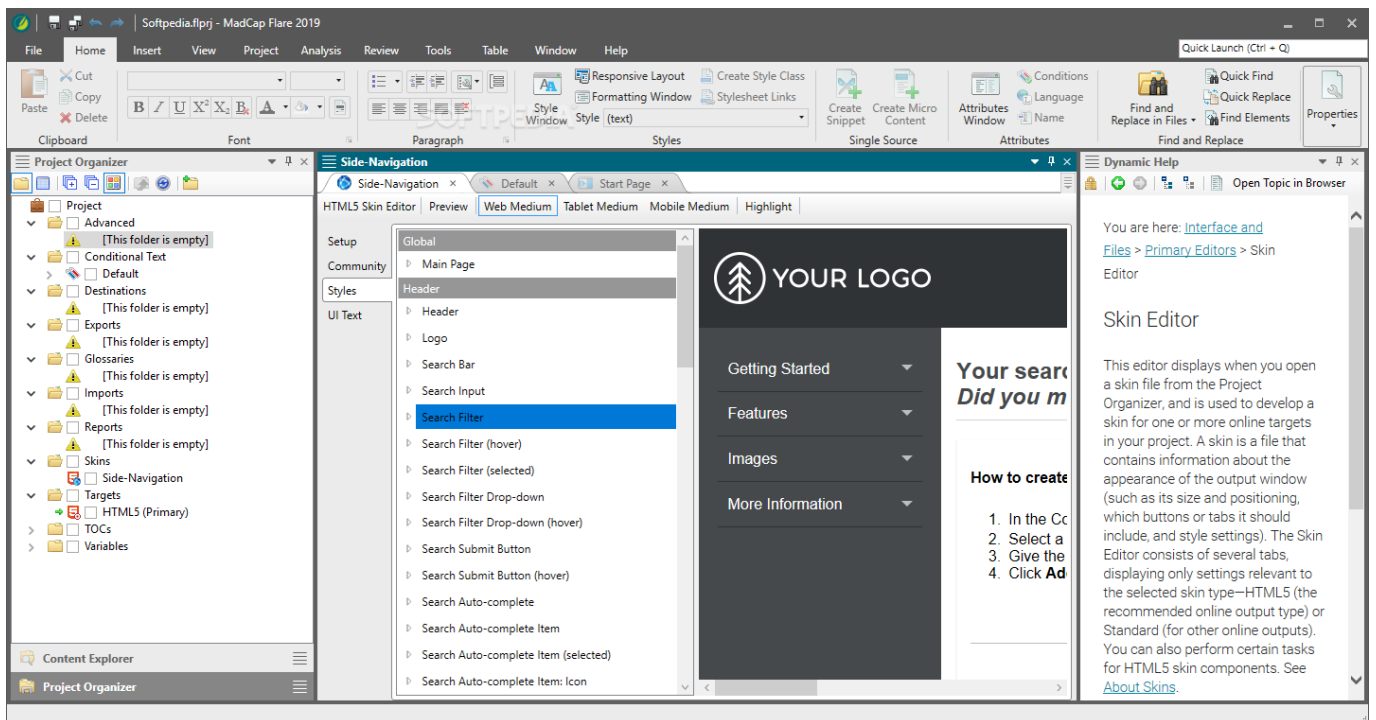 Softpedia.flprj - MadCap Flare 2019
File Home Insert View Project Analysis Review Tools Table Window Help
Quick Launch (Ctrl + Q)
Paste
Cut
Copy
Delete
Clipboard
B I U X² X₂ B A
Font
Paragraph
SOFTPEDIA
Style Window
Responsive Layout
Create Style Class
Formatting Window
Stylesheet Links
Style (text)
Styles
Create Snippet
Create Micro Content
Single Source
Attributes Window
Conditions
Language
Name
Attributes
Find and Replace in Files
Quick Find
Quick Replace
Find Elements
Find and Replace
Properties
Project Organizer
Project
Advanced
[This folder is empty]
Conditional Text
Default
Destinations
[This folder is empty]
Exports
[This folder is empty]
Glossaries
[This folder is empty]
Imports
[This folder is empty]
Reports
[This folder is empty]
Skins
Side-Navigation
Targets
HTML5 (Primary)
TOCs
Variables
Content Explorer
Project Organizer
Side-Navigation
Side-Navigation Default Start Page
HTML5 Skin Editor Preview Web Medium Tablet Medium Mobile Medium Highlight
Setup
Community
Styles
UI Text
Global
Main Page
Header
Header
Logo
Search Bar
Search Input
Search Filter
Search Filter (hover)
Search Filter (selected)
Search Filter Drop-down
Search Filter Drop-down (hover)
Search Submit Button
Search Submit Button (hover)
Search Auto-complete
Search Auto-complete Item
Search Auto-complete Item (selected)
Search Auto-complete Item: Icon
YOUR LOGO
Getting Started
Features
Images
More Information
Your searc
Did you m
How to create
1. In the Co
2. Select a
3. Give the
4. Click Ad
Dynamic Help
Open Topic in Browser
You are here: Interface and
Files > Primary Editors > Skin
Editor
Skin Editor
This editor displays when you open
a skin file from the Project
Organizer, and is used to develop a
skin for one or more online targets
in your project. A skin is a file that
contains information about the
appearance of the output window
(such as its size and positioning,
which buttons or tabs it should
include, and style settings). The Skin
Editor consists of several tabs,
displaying only settings relevant to
the selected skin type—HTML5 (the
recommended online output type) or
Standard (for other online outputs).
You can also perform certain tasks
for HTML5 skin components. See
About Skins.